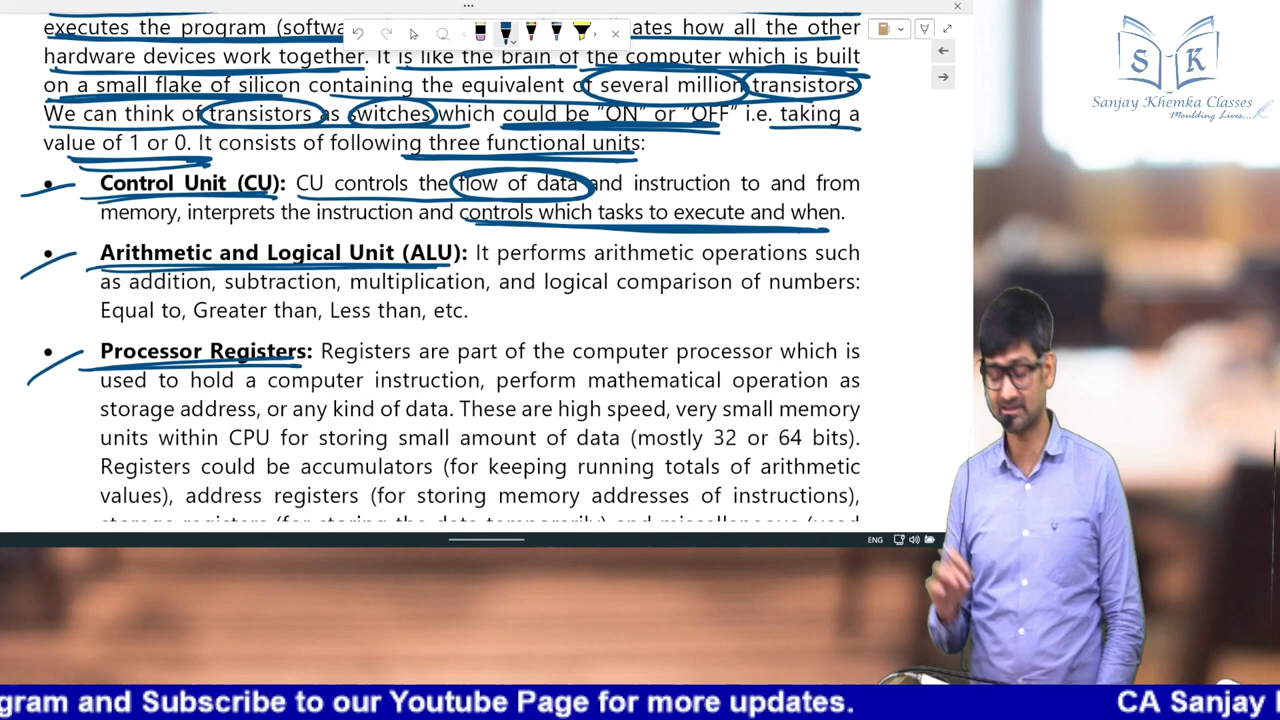 executes the program (softwa
ates how all the other
hardware devices work together. It is like the brain of the computer which is built
on a small flake of silicon containing the equivalent of several million transistors
We can think of transistors as switches which could be “ON” or “OFF” i.e. taking a
value of 1 or 0. It consists of following three functional units:
• Control Unit (CU): CU controls the flow of data and instruction to and from
memory, interprets the instruction and controls which tasks to execute and when.
• Arithmetic and Logical Unit (ALU): It performs arithmetic operations such
as addition, subtraction, multiplication, and logical comparison of numbers:
Equal to, Greater than, Less than, etc.
• Processor Registers: Registers are part of the computer processor which is
used to hold a computer instruction, perform mathematical operation as
storage address, or any kind of data. These are high speed, very small memory
units within CPU for storing small amount of data (mostly 32 or 64 bits).
Registers could be accumulators (for keeping running totals of arithmetic
values), address registers (for storing memory addresses of instructions),
storage registers (for storing the data temporarily) and miscellaneous (used
ENG
S K
Sanjay Khemka Classes
Moulding Lives...
gram and Subscribe to our Youtube Page for more updates.
CA Sanjay